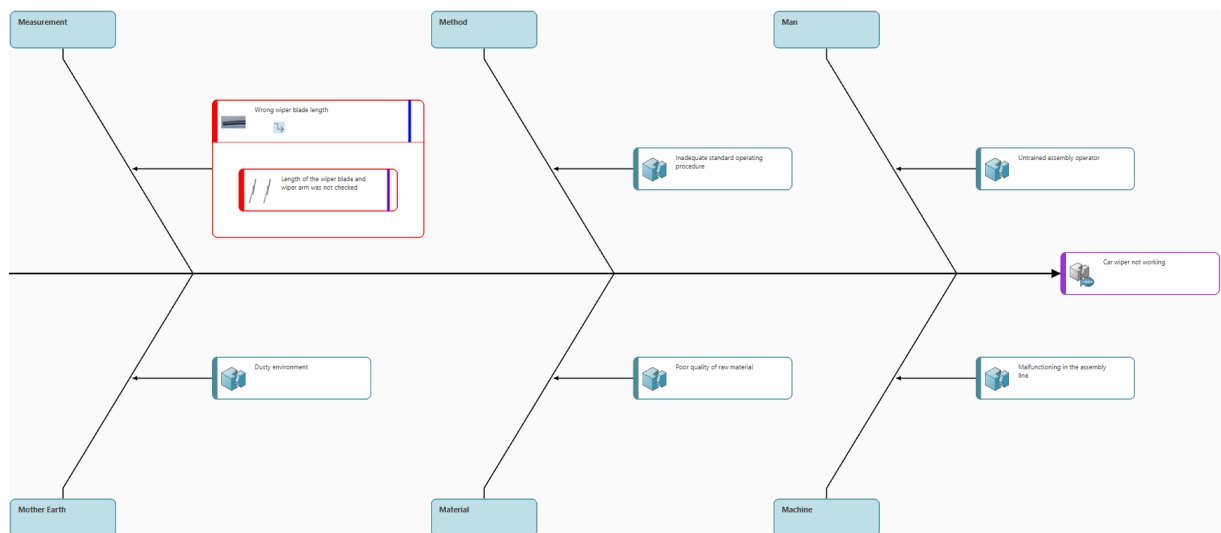 Measurement
Method
Man
Wrong wiper blade length
Length of the wiper blade and
wiper arm was not checked
Inadequate standard operating
procedure
Untrained assembly operator
Car wiper not working
Dusty environment
Poor quality of raw material
Malfunctioning in the assembly
line
Mother Earth
Material
Machine